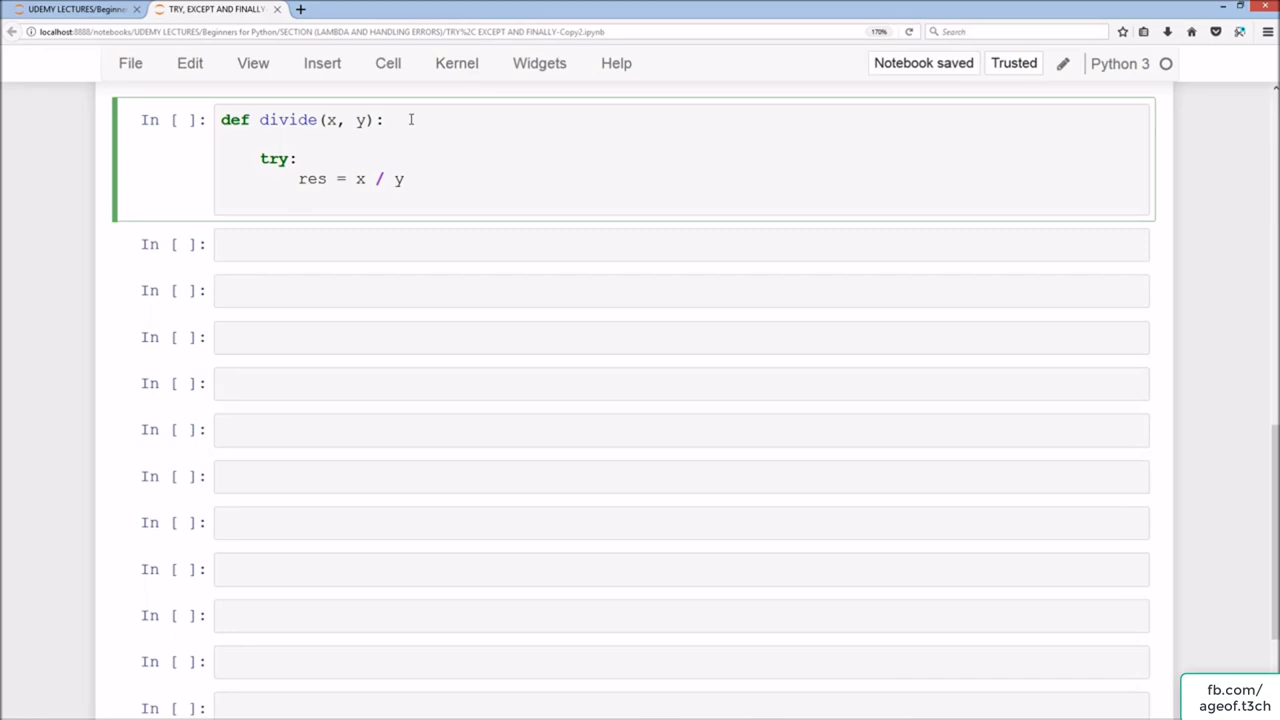 UDEMY LECTURES/Beginner
TRY, EXCEPT AND FINALLY-
localhost:8888/notebooks/UDEMY LECTURES/Beginners for Python/SECTION (LAMBDA AND HANDLING ERRORS)/TRY%2C EXCEPT AND FINALLY-Copy2.ipynb
170%
Search
File Edit View Insert Cell Kernel Widgets Help
Notebook saved Trusted Python 3
In [ ]: def divide(x, y):
try:
res = x / y
In [ ]:
In [ ]:
In [ ]:
In [ ]:
In [ ]:
In [ ]:
In [ ]:
In [ ]:
In [ ]:
In [ ]:
In [ ]:
fb.com/
ageof.t3ch